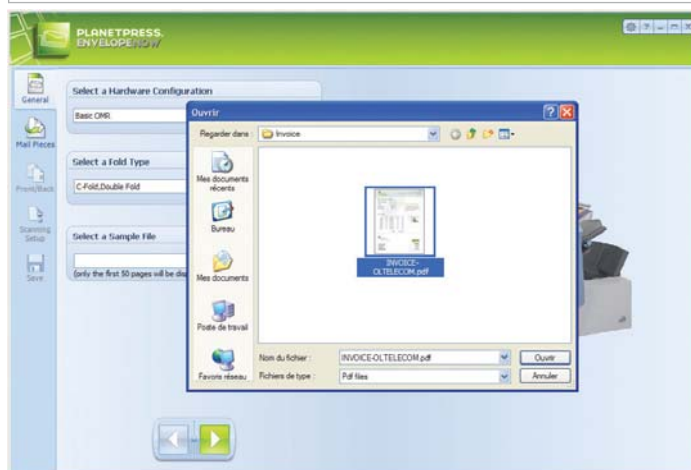 PLANETPRESS.
ENVELOPENOW
General
Mail Pieces
Front/Back
Scanning
Setup
Save
Select a Hardware Configuration
Basic OMR
Select a Fold Type
C-Fold,Double Fold
Select a Sample File
(only the first 50 pages will be
Ouvrir
Regarder dans :
Invoice
Mes documents
récents
Bureau
Mes documents
Poste de travail
Favoris réseau
INVOICE-
OLTELECOM.pdf
Nom du fichier :
INVOICE-OLTELECOM.pdf
Ouvrir
Fichiers de type :
Pdf files
Annuler